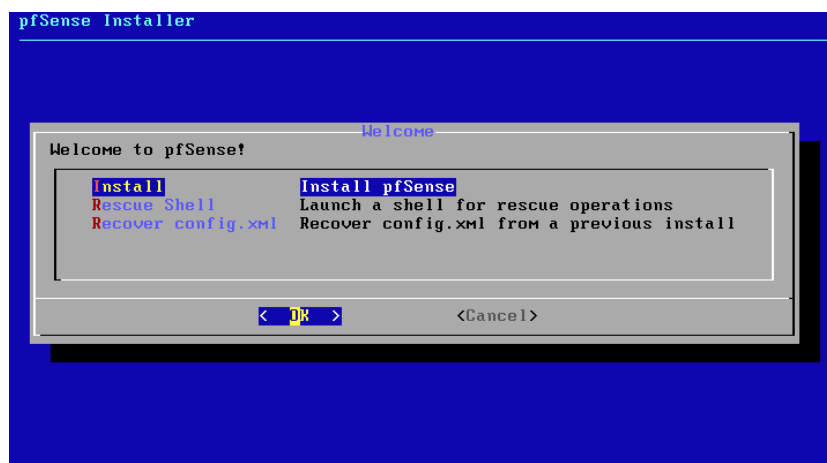 pfSense Installer
Welcome
Welcome to pfSense!
Install Install pfSense
Rescue Shell Launch a shell for rescue operations
Recover config.xml Recover config.xml from a previous install
< OK > <Cancel>